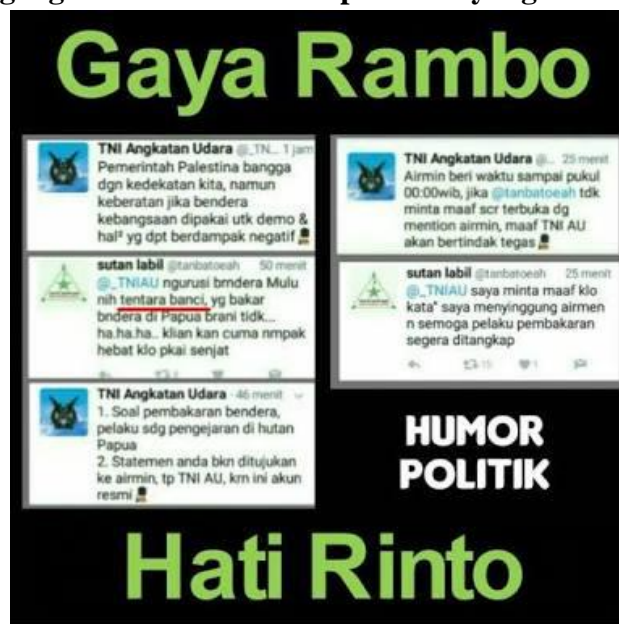 Gaya Rambo
TNI Angkatan Udara @_TN... 1 jam
Pemerintah Palestina bangga
dgn kedekatan kita, namun
keberatan jika bendera
kebangsaan dipakai utk demo &
hal² yg dpt berdampak negatif
sutan labil @tanbatoeah 50 menit
@_TNIAU ngurusi brndera Mulu
nih tentara banci, yg bakar
bndera di Papua brani tidk...
ha.ha.ha.. klian kan cuma nmpak
hebat klo pkai senjat
TNI Angkatan Udara · 46 menit
1. Soal pembakaran bendera,
pelaku sdg pengejaran di hutan
Papua
2. Statemen anda bkn ditujukan
ke airmin, tp TNI AU, krn ini akun
resmi
TNI Angkatan Udara @... 25 menit
Airmin beri waktu sampai pukul
00:00wib, jika @tanbatoeah tdk
minta maaf scr terbuka dg
mention airmin, maaf TNI AU
akan bertindak tegas
sutan labil @tanbatoeah 25 menit
@_TNIAU saya minta maaf klo
kata" saya menyinggung airmen
n semoga pelaku pembakaran
segera ditangkap
HUMOR
POLITIK
Hati Rinto